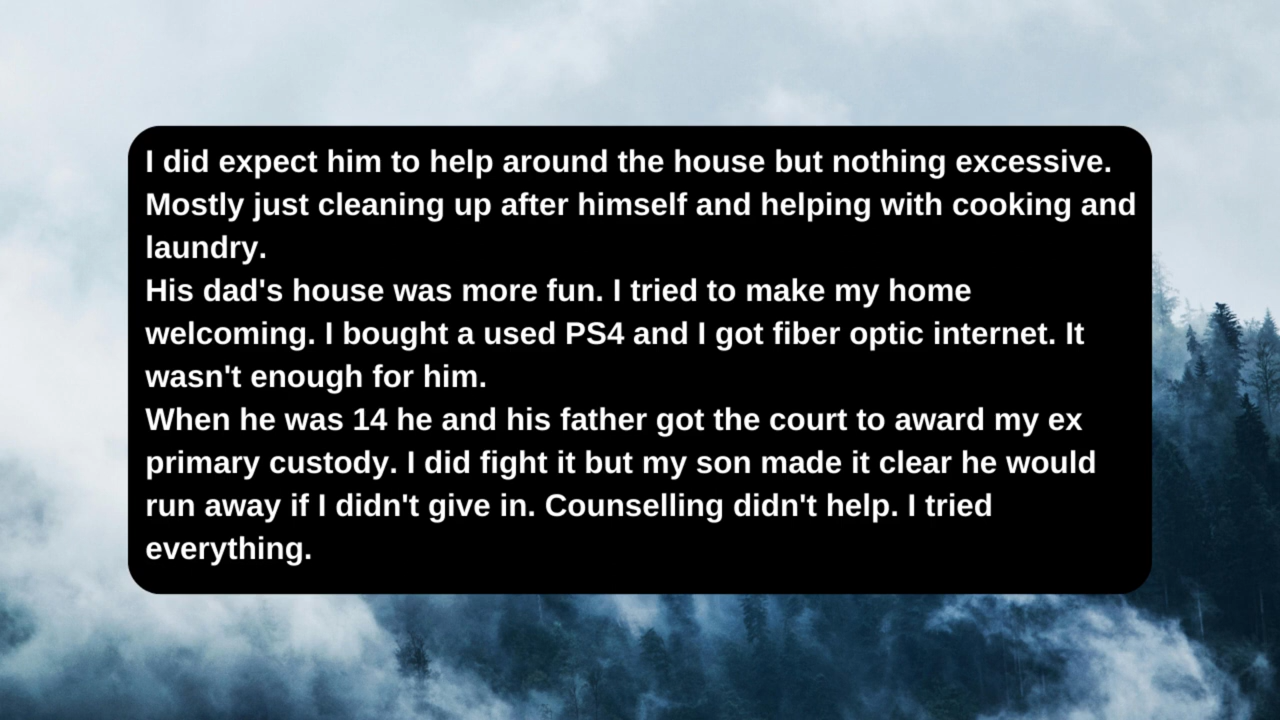 I did expect him to help around the house but nothing excessive.
Mostly just cleaning up after himself and helping with cooking and
laundry.
His dad's house was more fun. I tried to make my home
welcoming. I bought a used PS4 and I got fiber optic internet. It
wasn't enough for him.
When he was 14 he and his father got the court to award my ex
primary custody. I did fight it but my son made it clear he would
run away if I didn't give in. Counselling didn't help. I tried
everything.